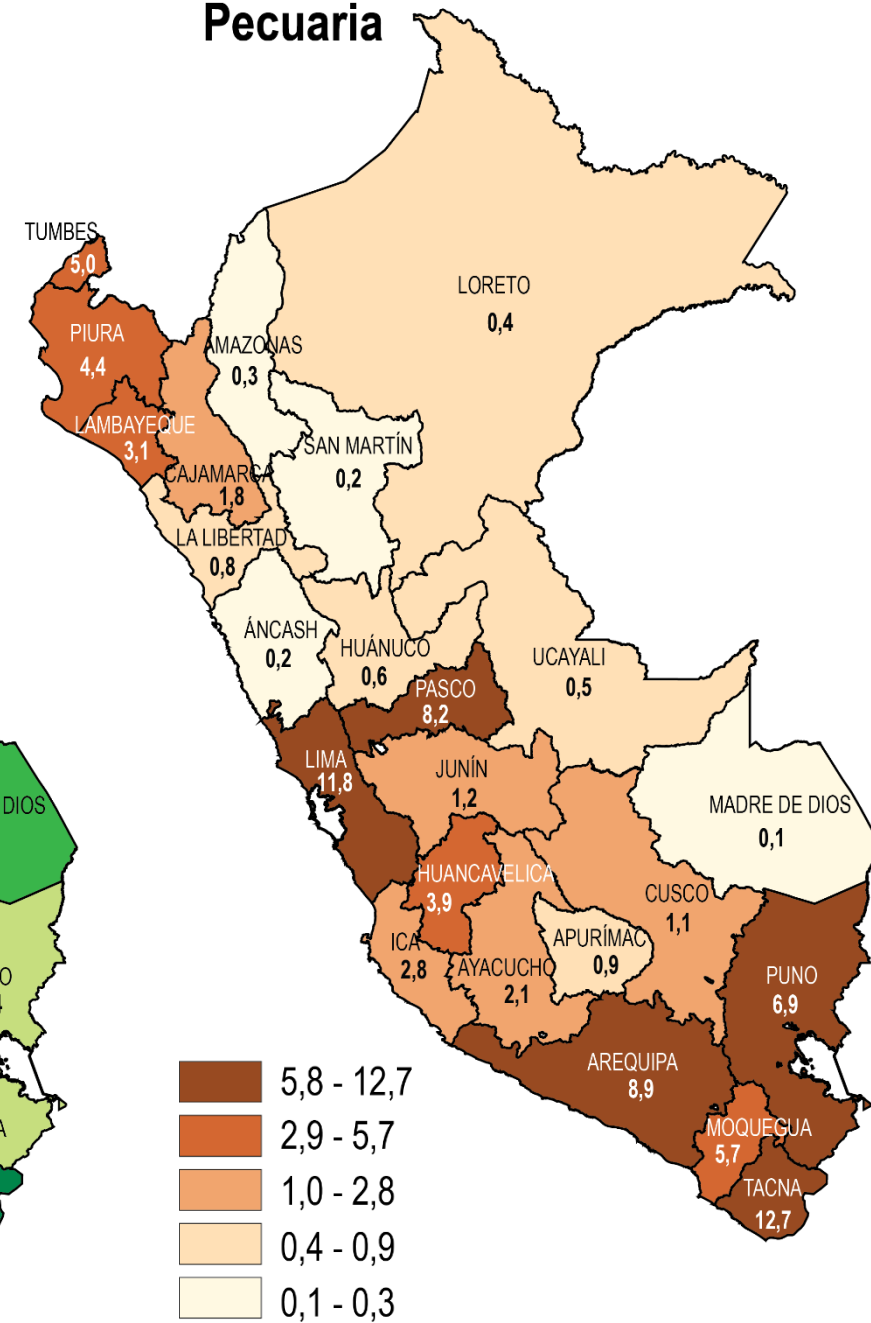 Pecuaria
TUMBES
5,0
LORETO
0,4
PIURA
4,4
AMAZONAS
0,3
LAMBAYEQUE
3,1
SAN MARTÍN
0,2
CAJAMARCA
1,8
LA LIBERTAD
0,8
ÁNCASH
0,2
HUÁNUCO
0,6
UCAYALI
0,5
PASCO
8,2
LIMA
11,8
JUNÍN
1,2
DIOS
MADRE DE DIOS
0,1
HUANCAVELICA
3,9
CUSCO
1,1
ICA
2,8
AYACUCHO
2,1
APURÍMAC
0,9
PUNO
6,9
AREQUIPA
8,9
MOQUEGUA
5,7
TACNA
12,7
5,8 - 12,7
2,9 - 5,7
1,0 - 2,8
0,4 - 0,9
0,1 - 0,3